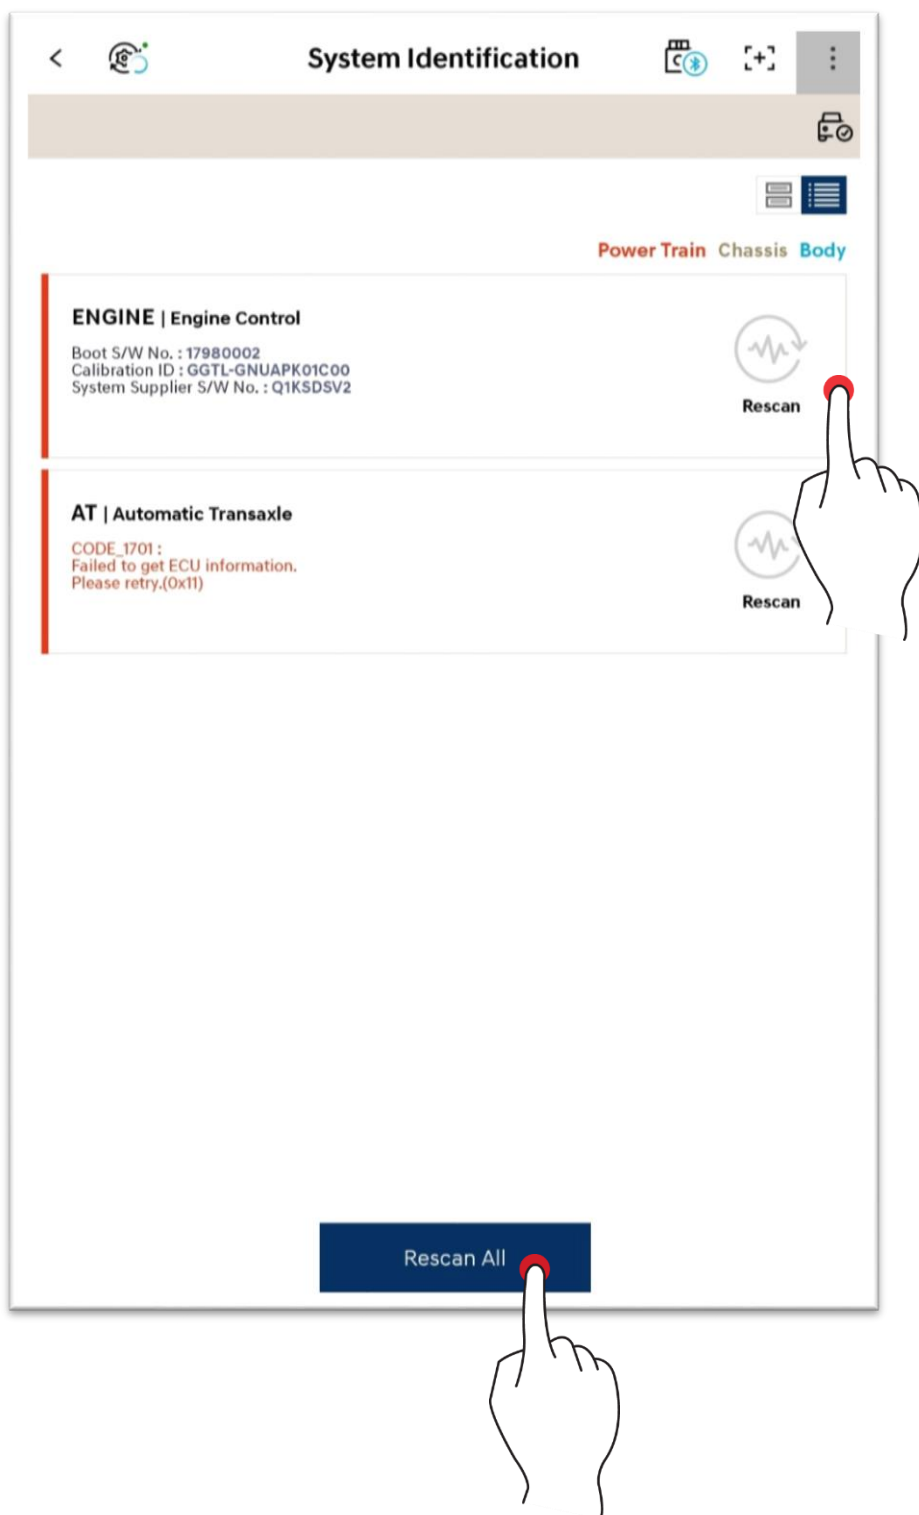 System Identification
Power Train Chassis Body
ENGINE | Engine Control
Boot S/W No. : 17980002
Calibration ID : GGTL-GNUAPK01C00
System Supplier S/W No. : Q1KSDSV2
Rescan
AT | Automatic Transaxle
CODE_1701 :
Failed to get ECU information.
Please retry.(0x11)
Rescan
Rescan All